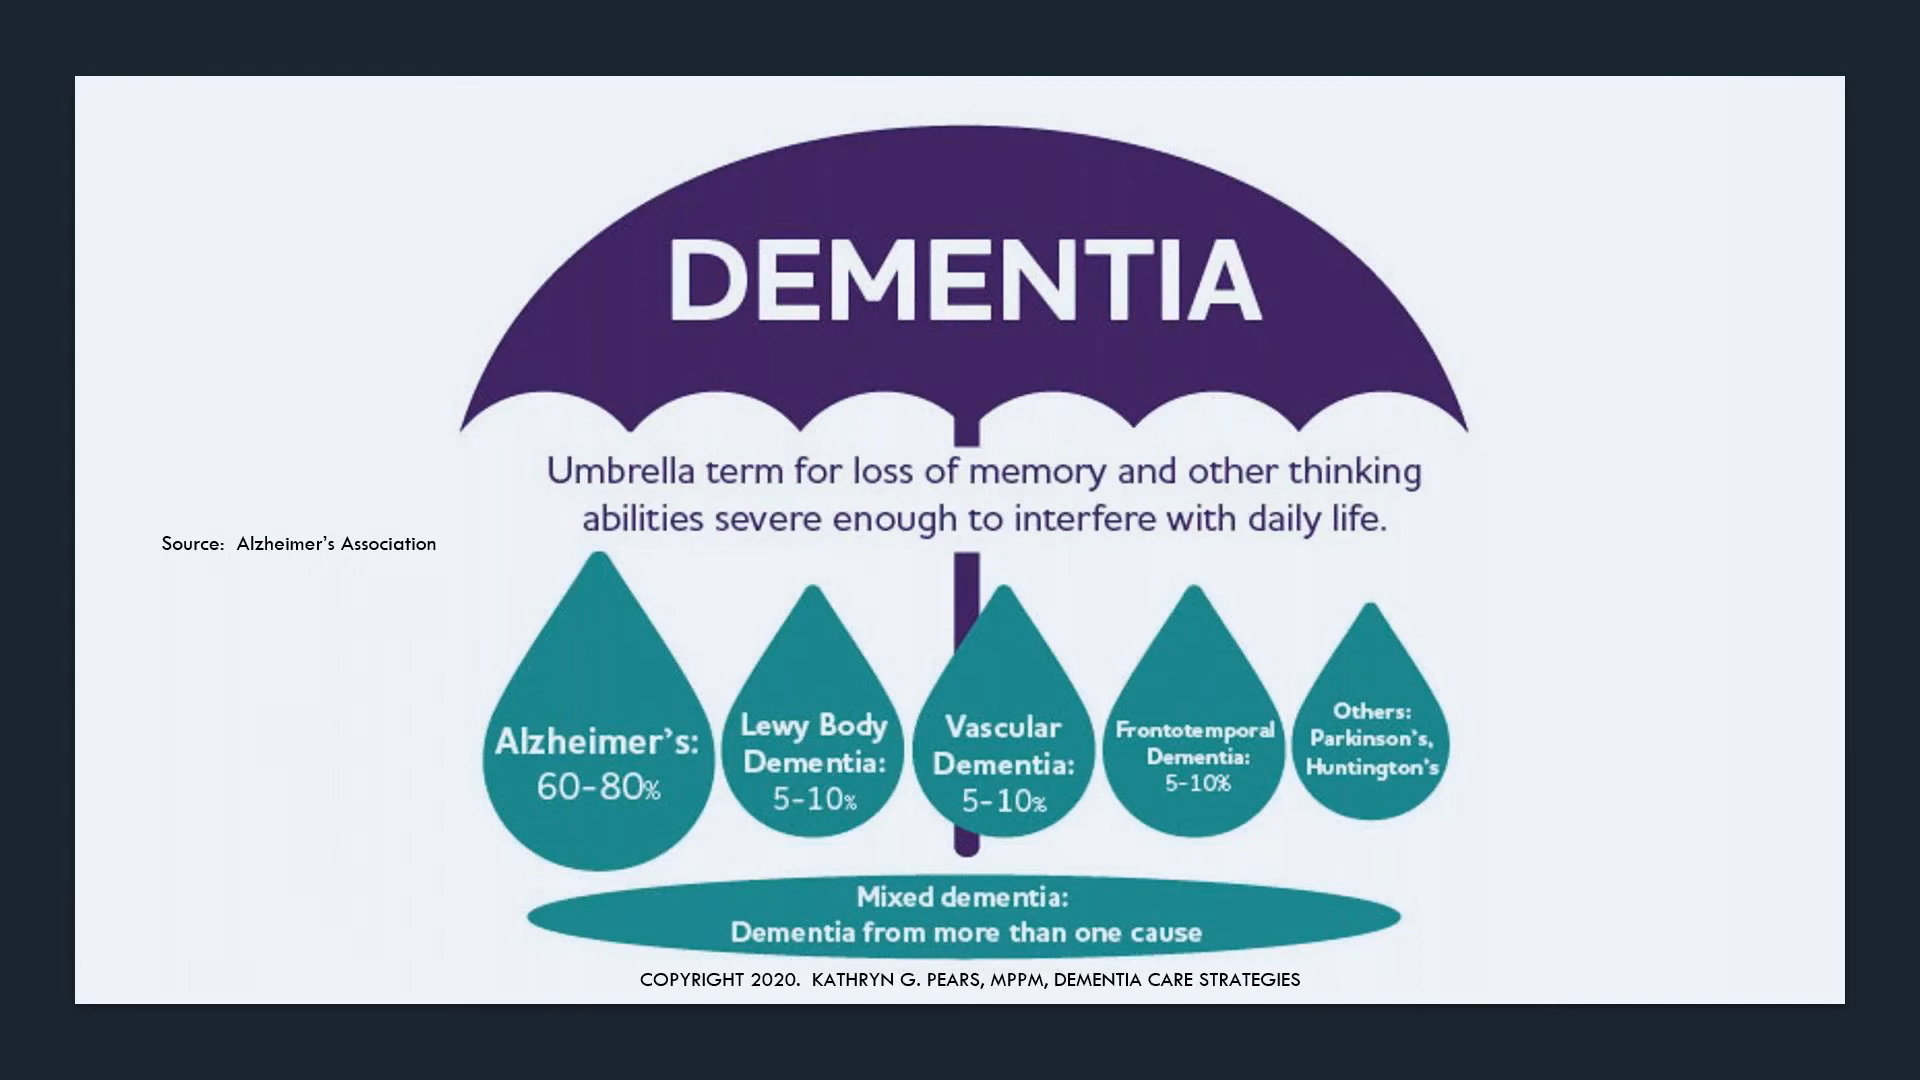 DEMENTIA
Umbrella term for loss of memory and other thinking
abilities severe enough to interfere with daily life.
Source:  Alzheimer’s Association
Alzheimer’s:
60-80%
Lewy Body
Dementia:
5-10%
Vascular
Dementia:
5-10%
Frontotemporal
Dementia:
5-10%
Others:
Parkinson’s,
Huntington’s
Mixed dementia:
Dementia from more than one cause
COPYRIGHT 2020.  KATHRYN G. PEARS, MPPM, DEMENTIA CARE STRATEGIES